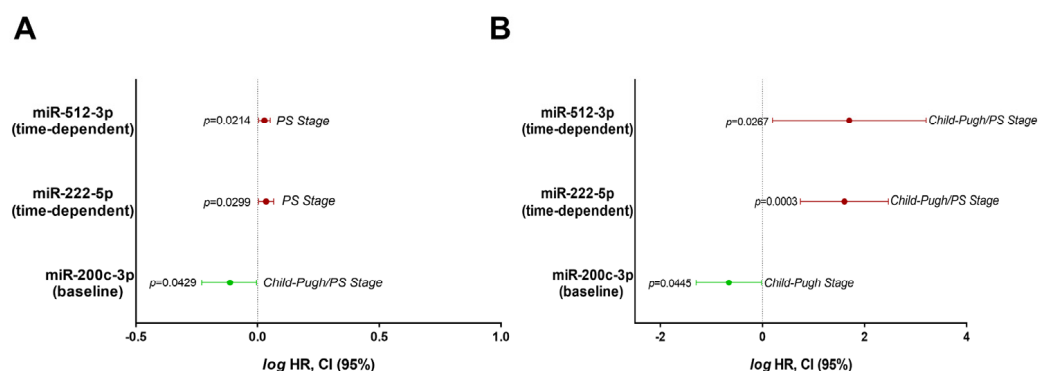 A
miR-512-3p
(time-dependent)
p=0.0214
PS Stage
miR-222-5p
(time-dependent)
p=0.0299
PS Stage
miR-200c-3p
(baseline)
p=0.0429
Child-Pugh/PS Stage
-0.5
0.0
0.5
1.0
log HR, CI (95%)
B
miR-512-3p
(time-dependent)
p=0.0267
Child-Pugh/PS Stage
miR-222-5p
(time-dependent)
p=0.0003
Child-Pugh/PS Stage
miR-200c-3p
(baseline)
p=0.0445
Child-Pugh Stage
-2
0
2
4
log HR, CI (95%)